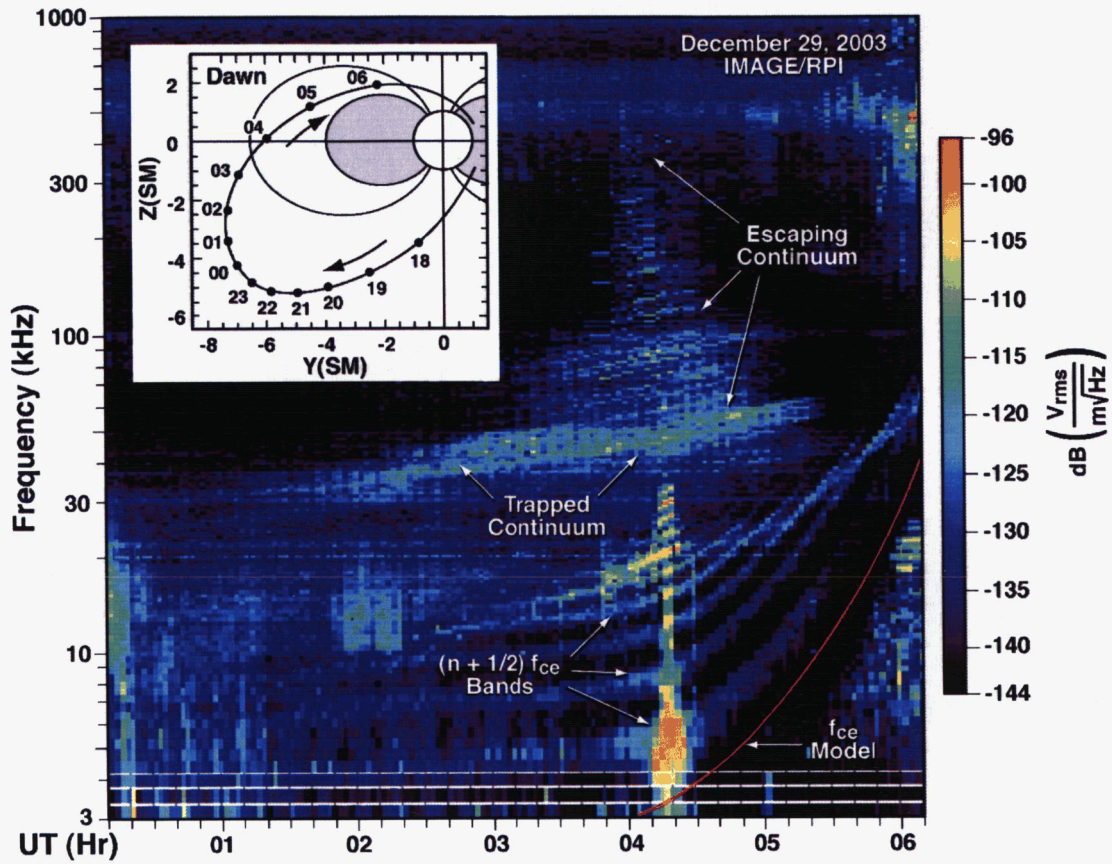 1000
300
100
30
10
3
Frequency (kHz)
December 29, 2003
IMAGE/RPI
Dawn
2
0
-2
-4
-6
Z(SM)
06
05
04
03
02
01
00
23
22
21
20
19
18
-8
-6
-4
-2
0
Y(SM)
Escaping
Continuum
Trapped
Continuum
(n + 1/2) fce
Bands
fce
Model
-96
-100
-105
-110
-115
-120
-125
-130
-135
-140
-144
dB (Vrms / mv√Hz)
UT (Hr)
01
02
03
04
05
06